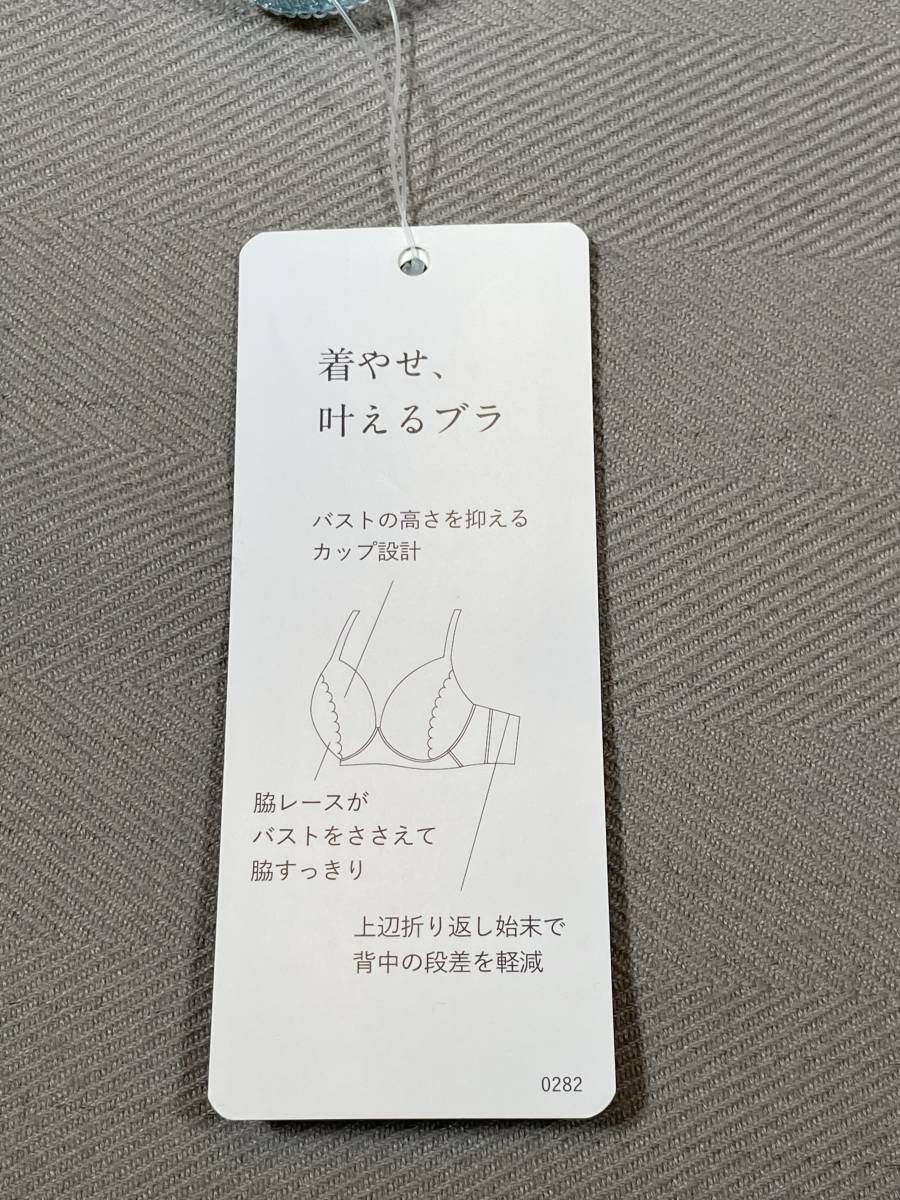 着やせ、
叶えるブラ
バストの高さを抑える
カップ設計
脇レースが
バストをささえて
脇すっきり
上辺折り返し始末で
背中の段差を軽減
0282